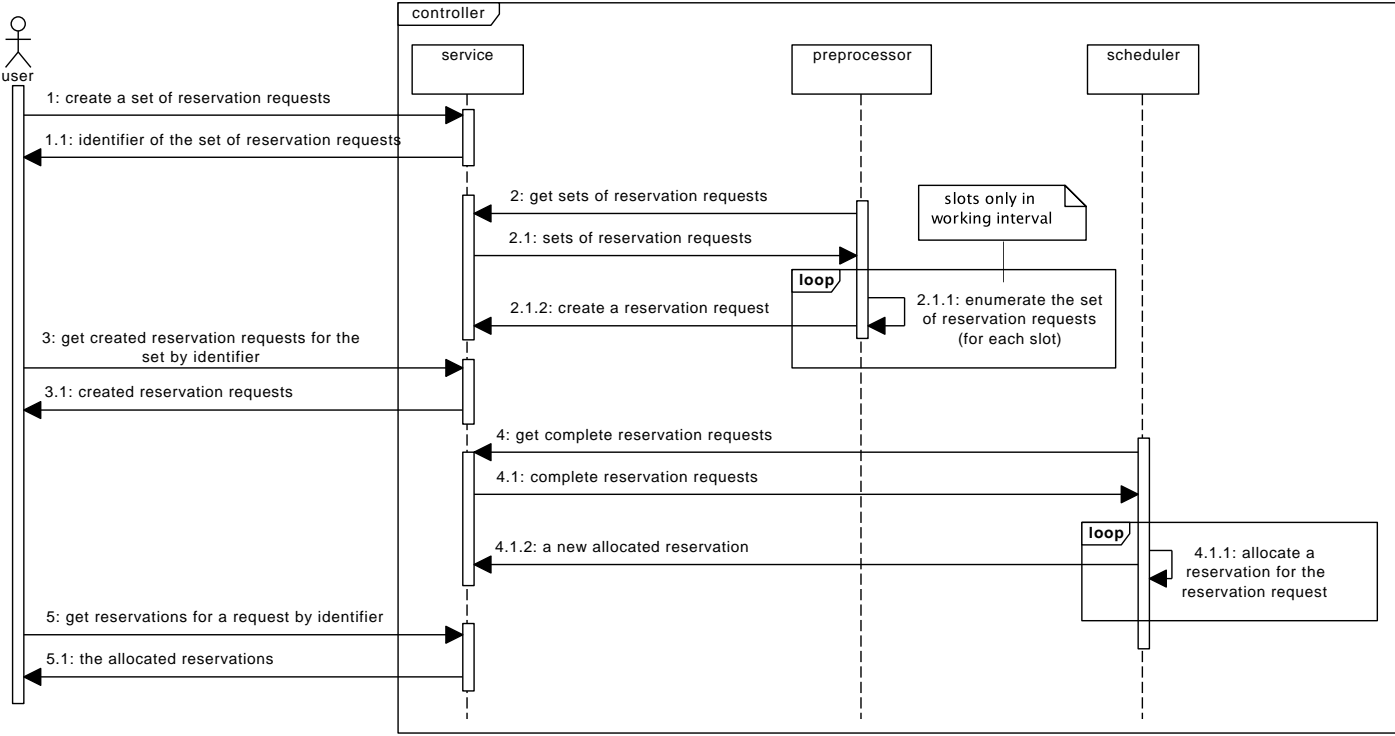 controller
user
service
preprocessor
scheduler
1: create a set of reservation requests
1.1: identifier of the set of reservation requests
2: get sets of reservation requests
slots only in
working interval
2.1: sets of reservation requests
loop
2.1.1: enumerate the set
of reservation requests
(for each slot)
2.1.2: create a reservation request
3: get created reservation requests for the
set by identifier
3.1: created reservation requests
4: get complete reservation requests
4.1: complete reservation requests
loop
4.1.1: allocate a
reservation for the
reservation request
4.1.2: a new allocated reservation
5: get reservations for a request by identifier
5.1: the allocated reservations